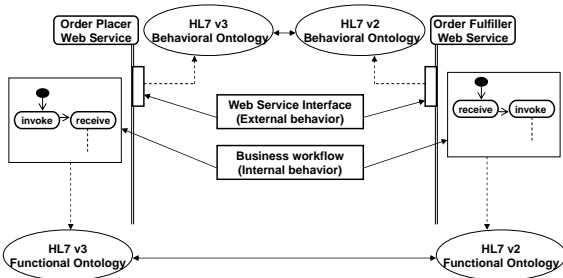 Order Placer
Web Service
HL7 v3
Behavioral Ontology
HL7 v2
Behavioral Ontology
Order Fulfiller
Web Service
invoke
receive
Web Service Interface
(External behavior)
receive
invoke
Business workflow
(Internal behavior)
HL7 v3
Functional Ontology
HL7 v2
Functional Ontology